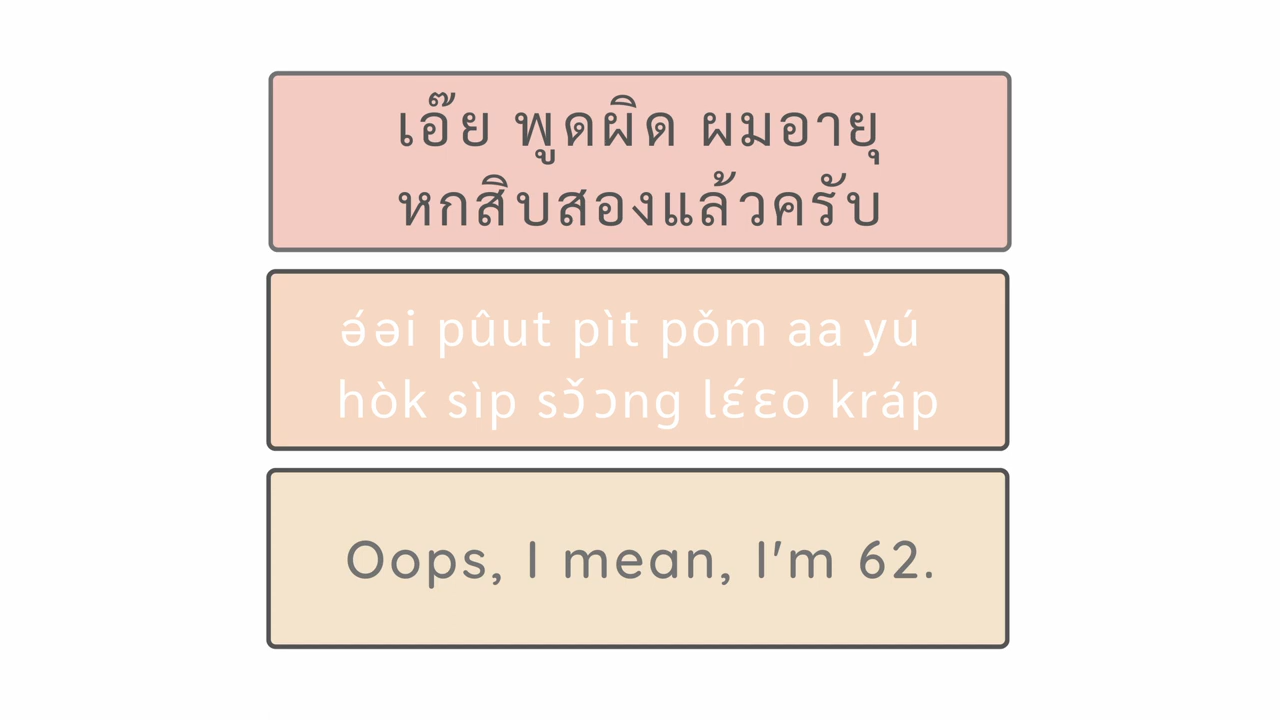 เอ๊ย พูดผิด ผมอายุ
หกสิบสองแล้วครับ
ə́əi pûut pìt pǒm aa yú
hòk sìp sɔ̌ɔng lɛ́ɛo kráp
Oops, I mean, I'm 62.